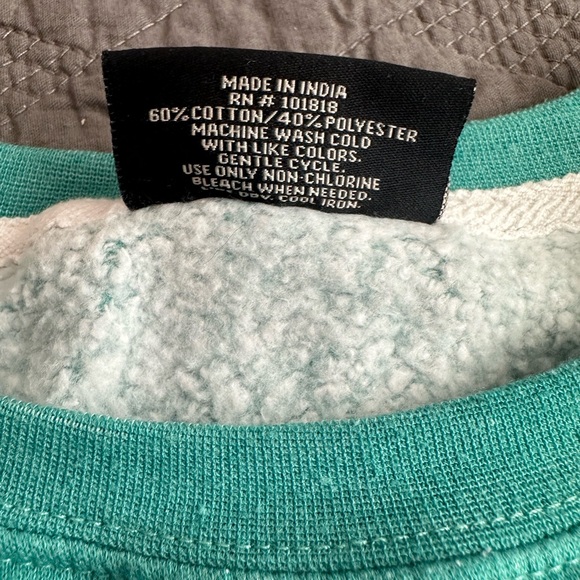 MADE IN INDIA
RN # 101818
60% COTTON/40% POLYESTER
MACHINE WASH COLD
WITH LIKE COLORS.
GENTLE CYCLE.
USE ONLY NON-CHLORINE
BLEACH WHEN NEEDED.
DRY. COOL IRON.